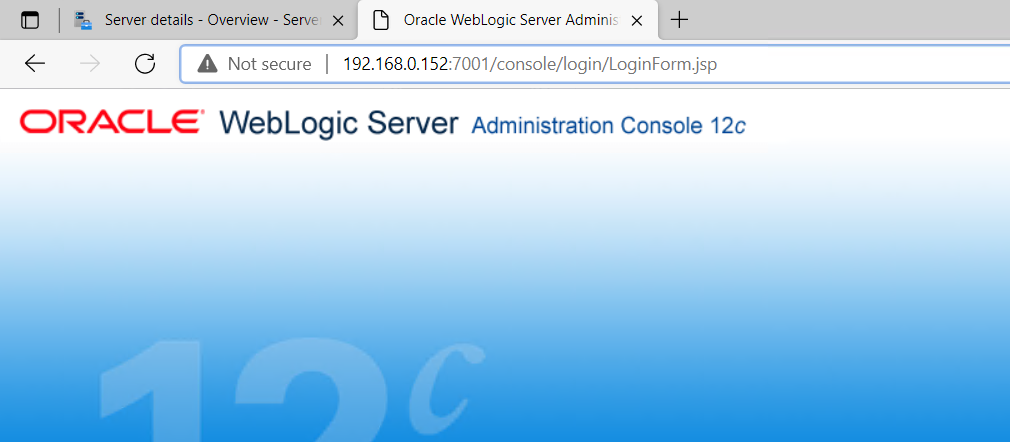 Server details - Overview - Serve
Oracle WebLogic Server Adminis
Not secure | 192.168.0.152:7001/console/login/LoginForm.jsp
ORACLE WebLogic Server Administration Console 12c
12c